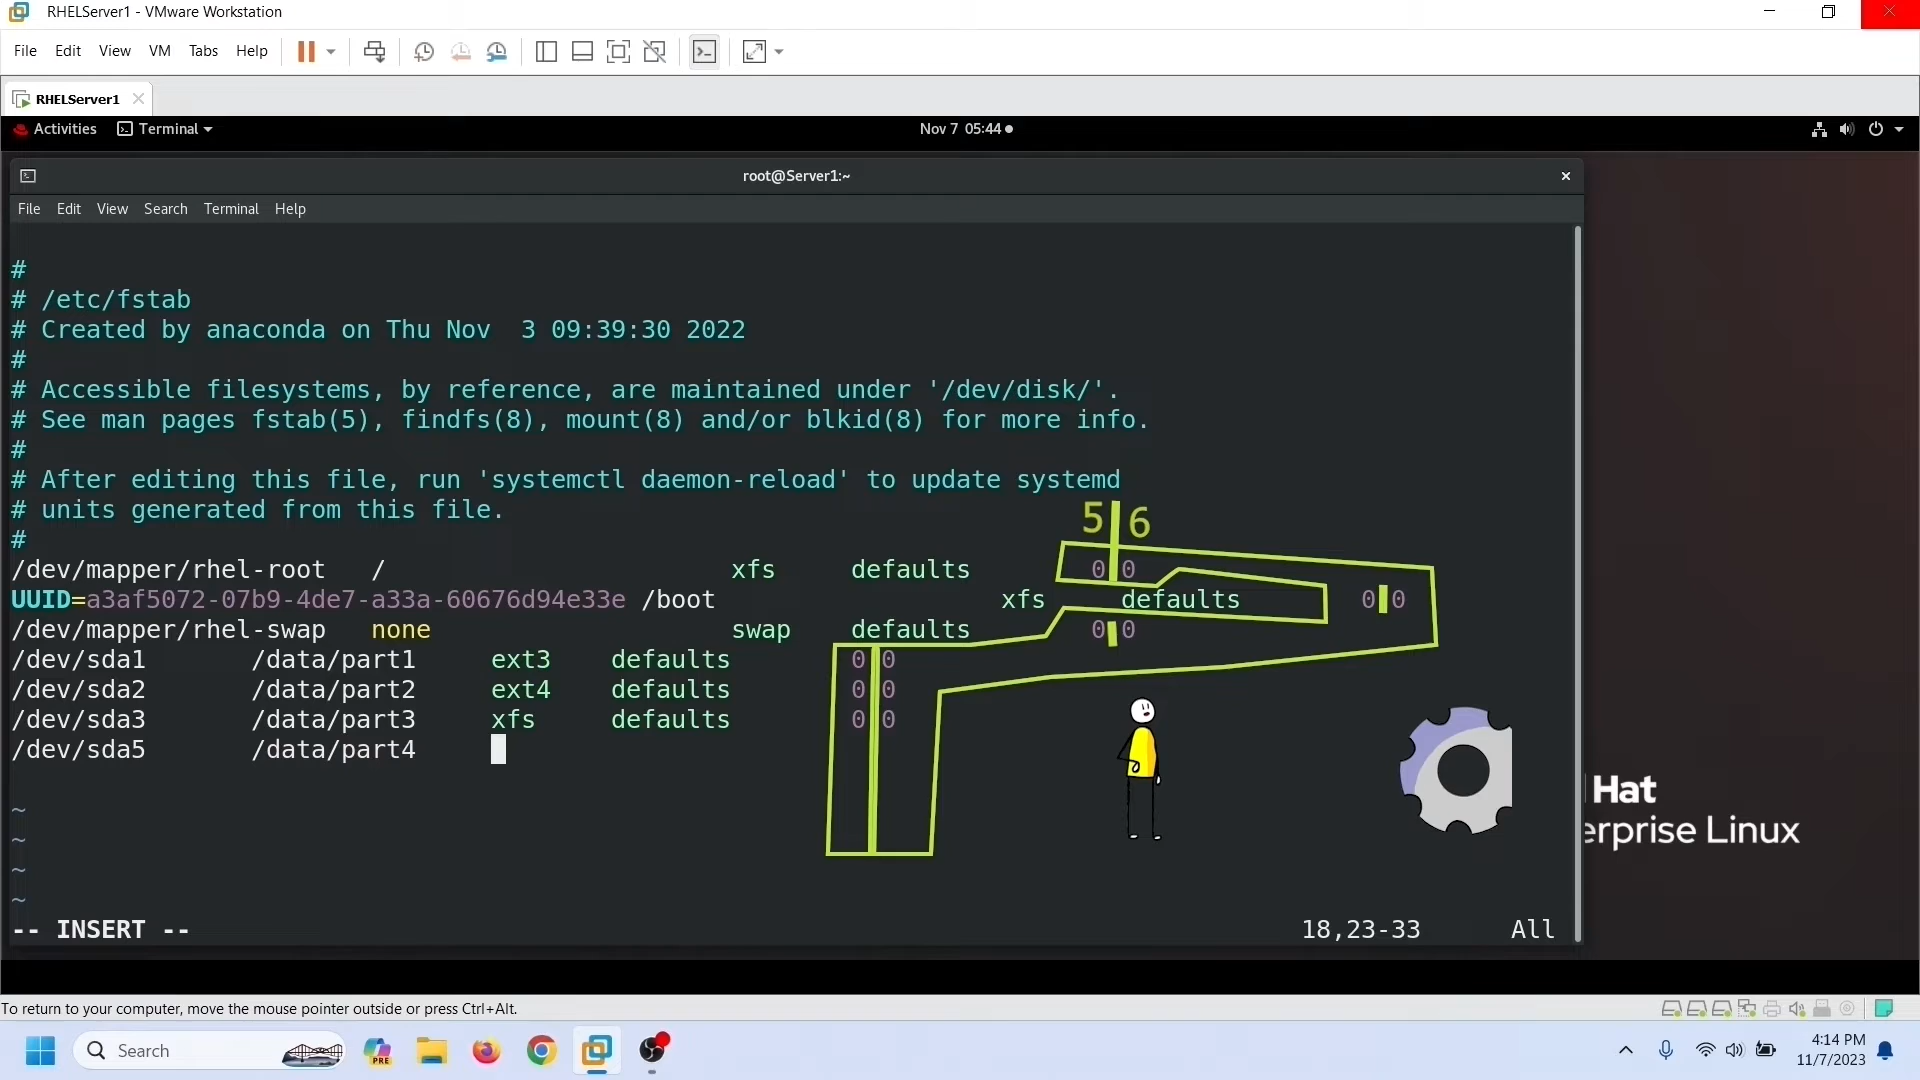 RHELServer1 - VMware Workstation
File Edit View VM Tabs Help
RHELServer1
Activities Terminal Nov 7 05:44
root@Server1:~
File Edit View Search Terminal Help
#
# /etc/fstab
# Created by anaconda on Thu Nov  3 09:39:30 2022
#
# Accessible filesystems, by reference, are maintained under '/dev/disk/'.
# See man pages fstab(5), findfs(8), mount(8) and/or blkid(8) for more info.
#
# After editing this file, run 'systemctl daemon-reload' to update systemd
# units generated from this file.
5 6
#
/dev/mapper/rhel-root / xfs defaults 0 0
UUID=a3af5072-07b9-4de7-a33a-60676d94e33e /boot xfs defaults 0 0
/dev/mapper/rhel-swap none swap defaults 0 0
/dev/sda1 /data/part1 ext3 defaults 0 0
/dev/sda2 /data/part2 ext4 defaults 0 0
/dev/sda3 /data/part3 xfs defaults 0 0
/dev/sda5 /data/part4
~
~
~
~
-- INSERT -- 18,23-33 All
Hat
erprise Linux
To return to your computer, move the mouse pointer outside or press Ctrl+Alt.
Search
PRE
4:14 PM
11/7/2023